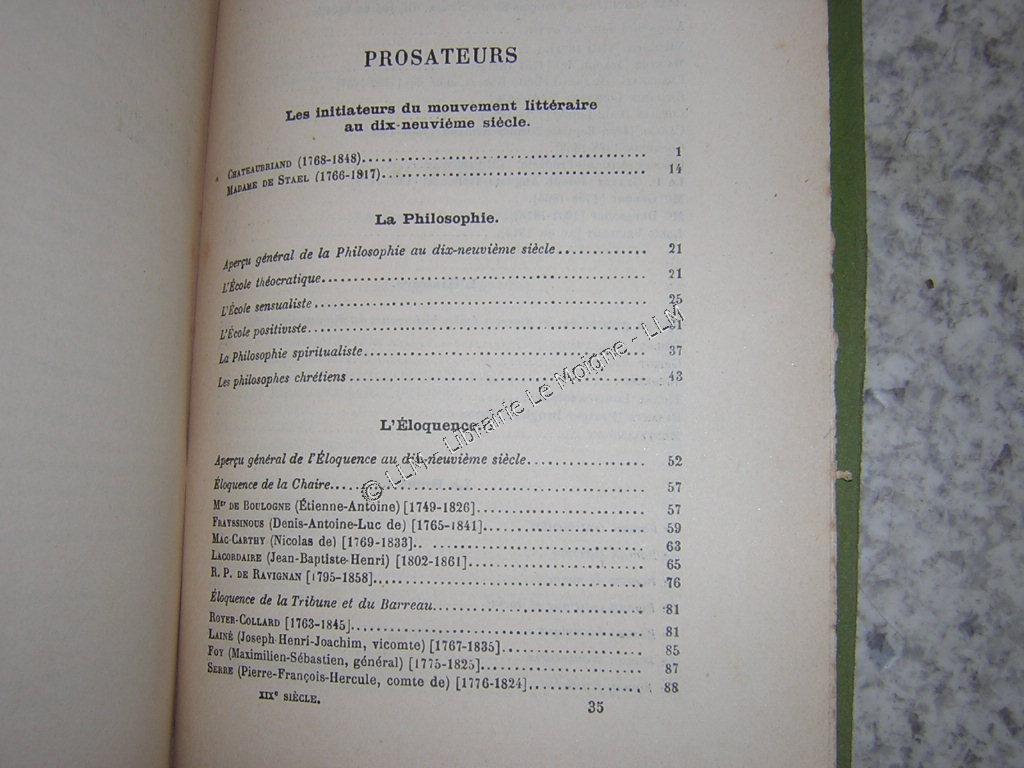 PROSATEURS
Les initiateurs du mouvement littéraire
au dix-neuvième siècle.
CHATEAUBRIAND (1768-1848) 1
MADAME DE STAEL (1766-1917) 14
La Philosophie.
Aperçu général de la Philosophie au dix-neuvième siècle 21
L'École théocratique 21
L'École sensualiste 25
L'École positiviste 31
La Philosophie spiritualiste 37
Les philosophes chrétiens 43
L'Éloquence.
Aperçu général de l'Éloquence au dix-neuvième siècle 52
Éloquence de la Chaire 57
Mgr DE BOULOGNE (Étienne-Antoine) [1749-1826] 57
FRAYSSINOUS (Denis-Antoine-Luc de) [1765-1841] 59
MAC-CARTHY (Nicolas de) [1769-1833] 63
LACORDAIRE (Jean-Baptiste-Henri) [1802-1861] 65
R. P. DE RAVIGNAN [1795-1858] 76
Éloquence de la Tribune et du Barreau 81
ROYER-COLLARD [1763-1845] 81
LAINÉ (Joseph-Henri-Joachim, vicomte) [1767-1835] 85
FOY (Maximilien-Sébastien, général) [1775-1825] 87
SERRE (Pierre-François-Hercule, comte de) [1776-1824] 88
XIXe SIÈCLE. 35
© LLM - Librairie Le Moigne - LLM